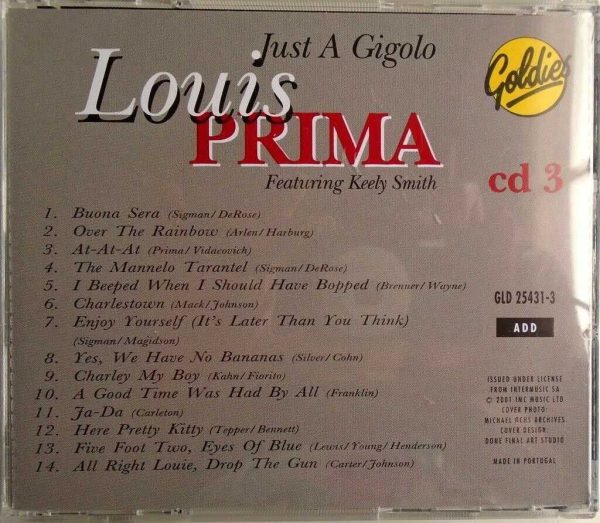 Just A Gigolo
Louis
PRIMA
Featuring Keely Smith
Goldies
cd 3
1. Buona Sera (Sigman/DeRose)
2. Over The Rainbow (Arlen/Harburg)
3. At-At-At (Prima/Vidacovich)
4. The Mannelo Tarantel (Sigman/DeRose)
5. I Beeped When I Should Have Bopped (Brenner/Wayne)
6. Charlestown (Mack/Johnson)
7. Enjoy Yourself (It's Later Than You Think)
(Sigman/Magidson)
8. Yes, We Have No Bananas (Silver/Cohn)
9. Charley My Boy (Kahn/Fiorito)
10. A Good Time Was Had By All (Franklin)
11. Ja-Da (Carleton)
12. Here Pretty Kitty (Tepper/Bennett)
13. Five Foot Two, Eyes Of Blue (Lewis/Young/Henderson)
14. All Right Louie, Drop The Gun (Carter/Johnson)
GLD 25431-3
ADD
ISSUED UNDER LICENSE
FROM INTERMUSIC SA
© 2001 IMC MUSIC LTD
COVER PHOTO:
MICHAEL OCHS ARCHIVES
COVER DESIGN:
DONE FINAL ART STUDIO
MADE IN PORTUGAL